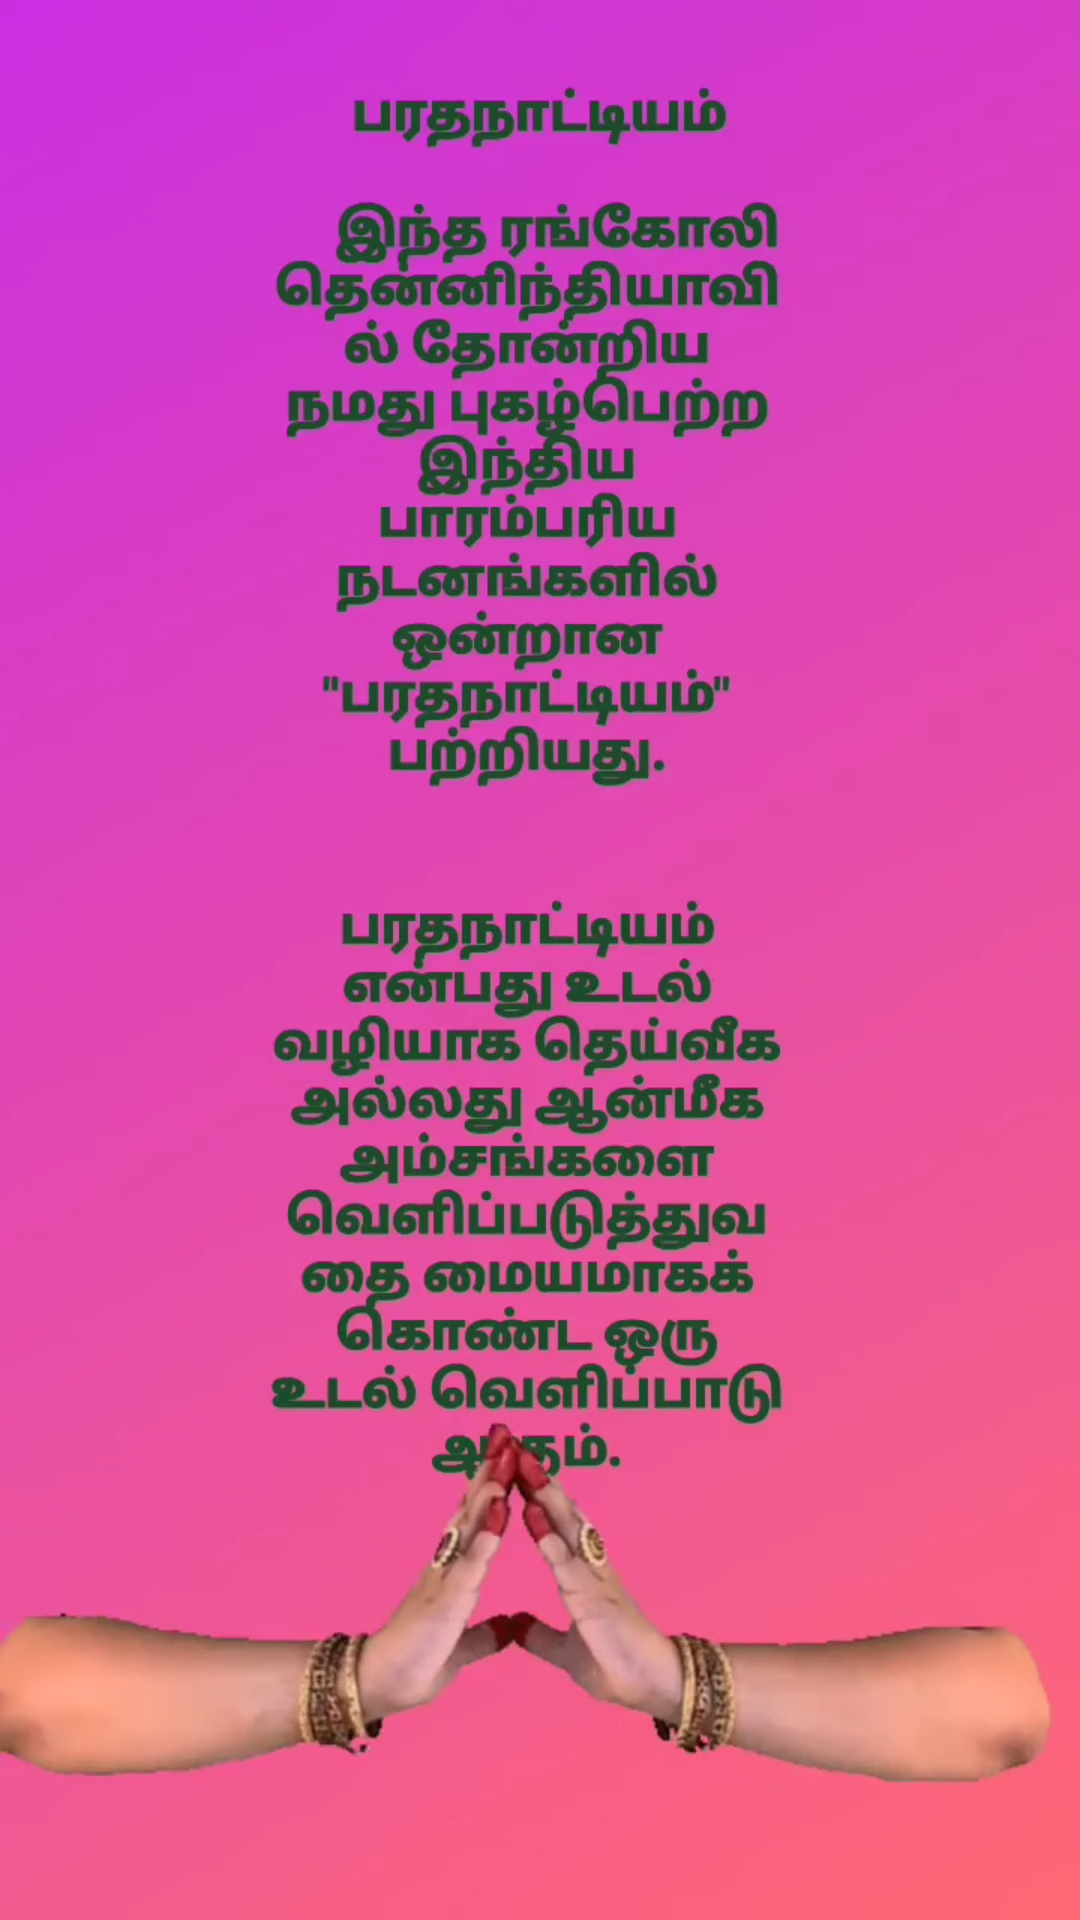 பரதநாட்டியம்
இந்த ரங்கோலி
தென்னிந்தியாவி
ல் தோன்றிய
நமது புகழ்பெற்ற
இந்திய
பாரம்பரிய
நடனங்களில்
ஒன்றான
"பரதநாட்டியம்"
பற்றியது.
பரதநாட்டியம்
என்பது உடல்
வழியாக தெய்வீக
அல்லது ஆன்மீக
அம்சங்களை
வெளிப்படுத்துவ
தை மையமாகக்
கொண்ட ஒரு
உடல் வெளிப்பாடு